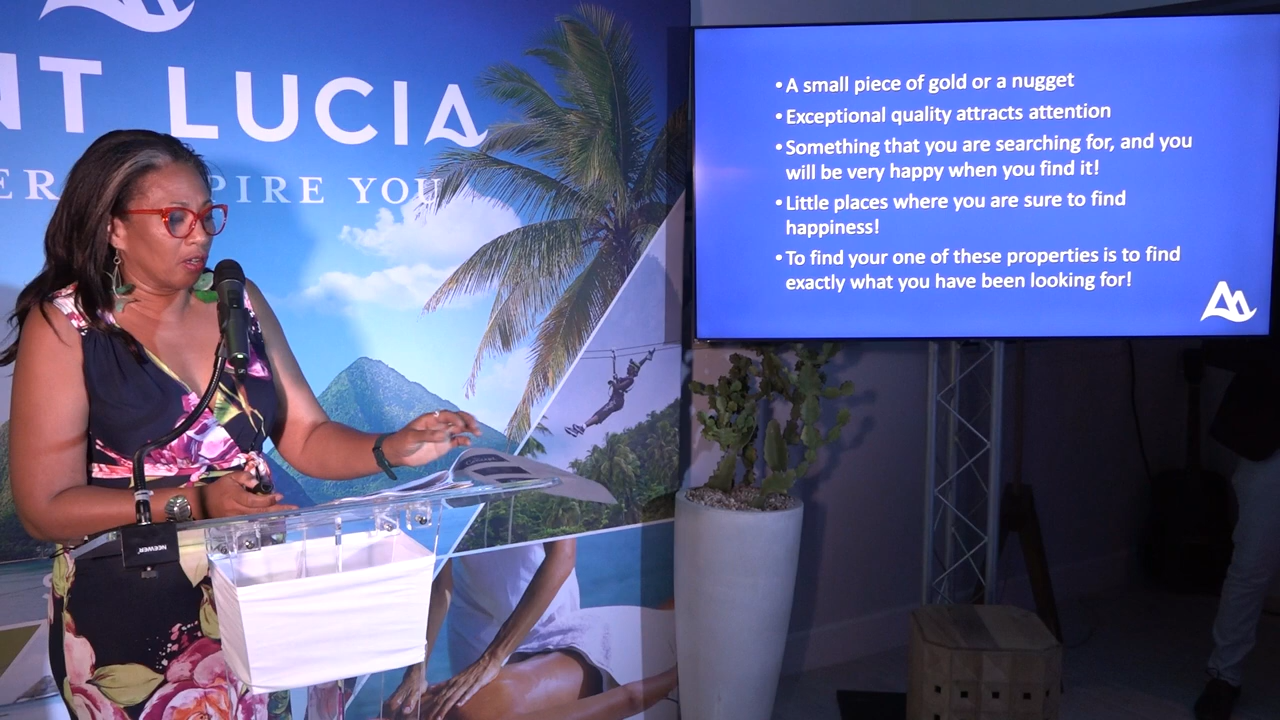 NT LUCIA
ER PIRE YOU
• A small piece of gold or a nugget
• Exceptional quality attracts attention
• Something that you are searching for, and you
will be very happy when you find it!
• Little places where you are sure to find
happiness!
• To find your one of these properties is to find
exactly what you have been looking for!
NEEWER